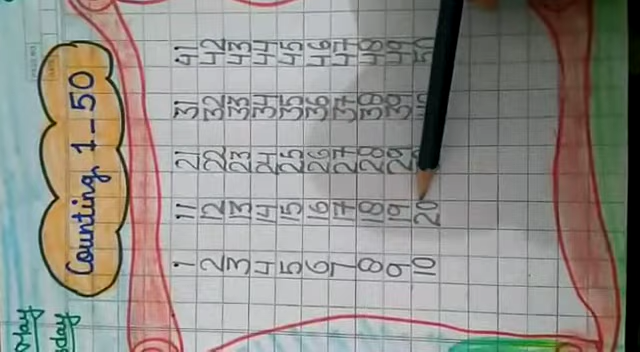 May
day
Counting 1-50
1 11 21 31 41
2 12 22 32 42
3 13 23 33 43
4 14 24 34 44
5 15 25 35 45
6 16 26 36 46
7 17 27 37 47
8 18 28 38 48
9 19 29 39 49
10 20 50